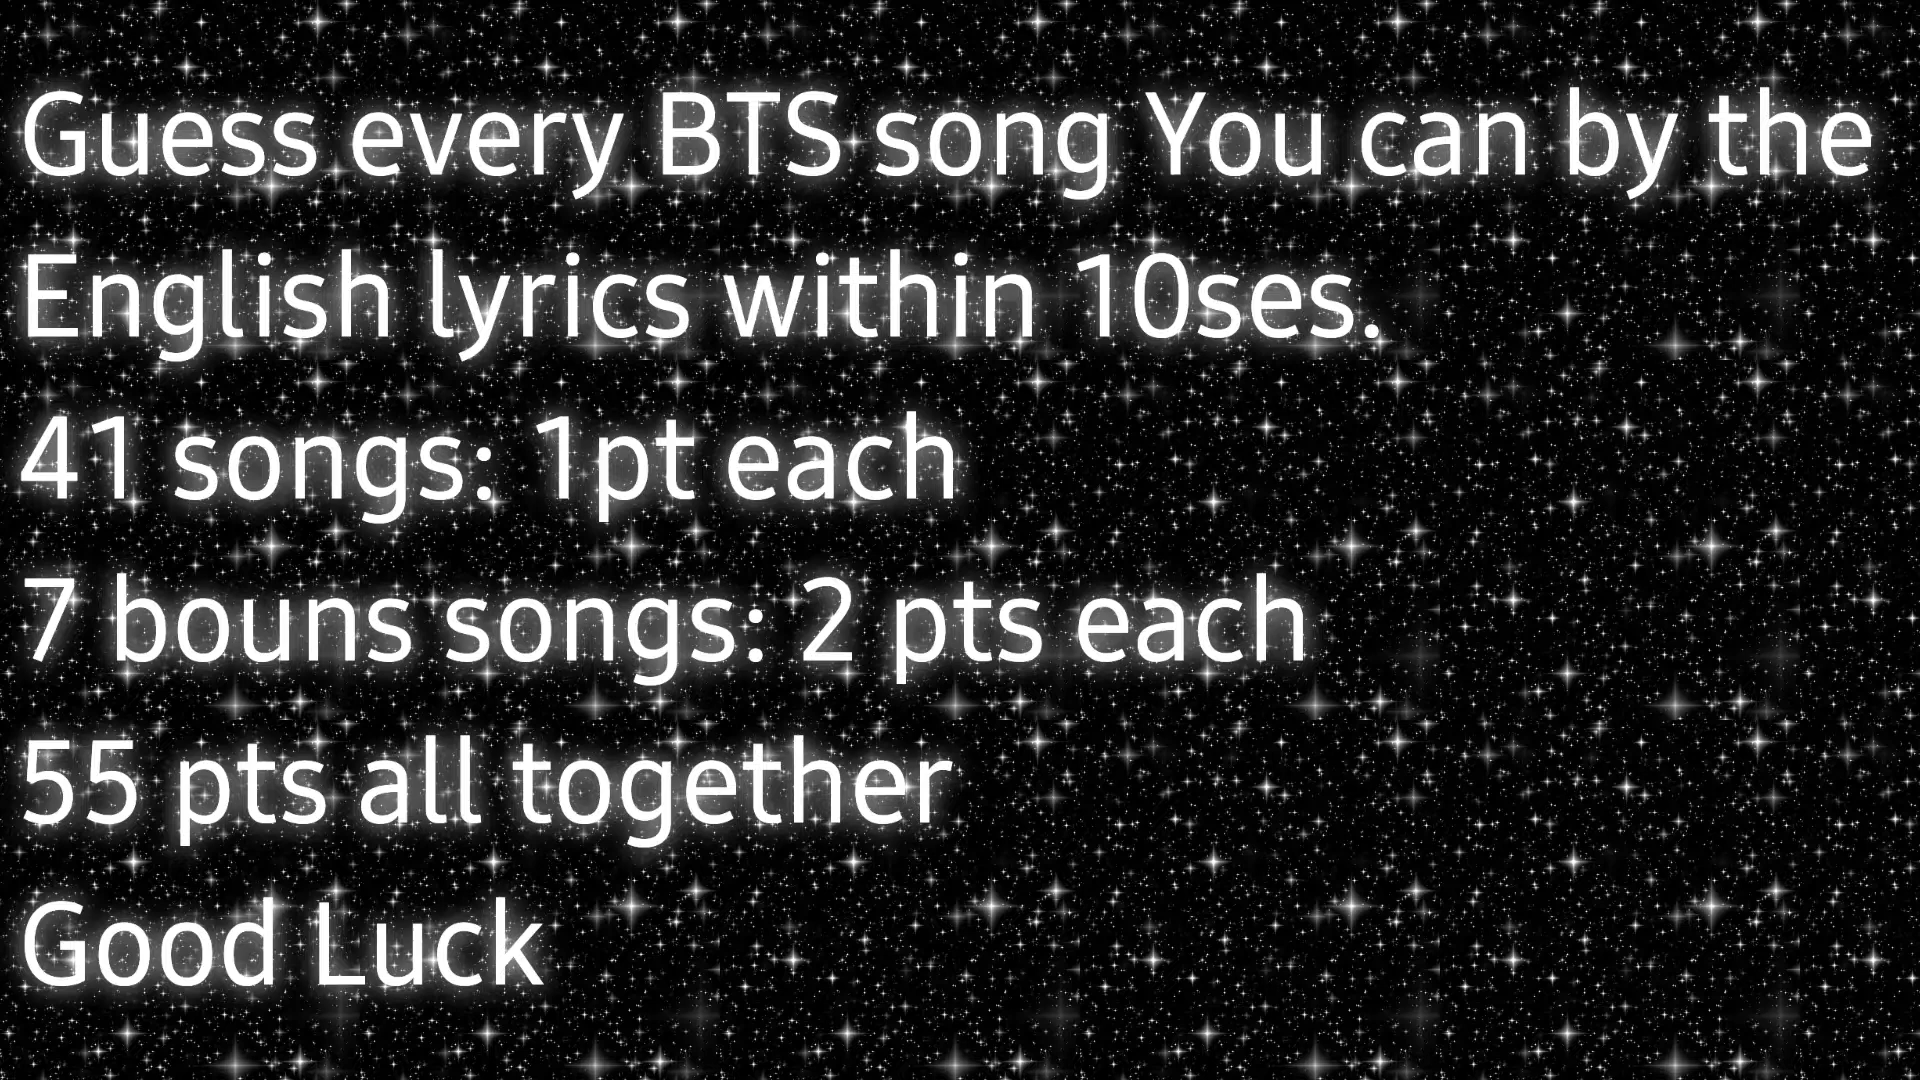 Guess every BTS song You can by the
English lyrics within 10ses.
41 songs: 1pt each
7 bouns songs: 2 pts each
55 pts all together
Good Luck